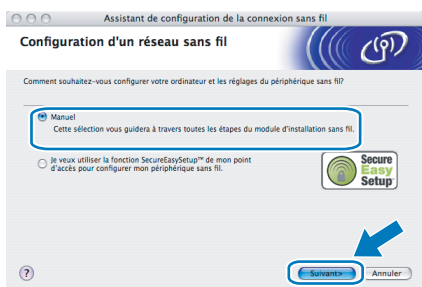 Assistant de configuration de la connexion sans fil
Configuration d'un réseau sans fil
Comment souhaitez-vous configurer votre ordinateur et les réglages du périphérique sans fil?
Manuel
Cette sélection vous guidera à travers toutes les étapes du module d'installation sans fil.
Je veux utiliser la fonction SecureEasySetup™ de mon point
d'accès pour configurer mon périphérique sans fil.
Secure
Easy
Setup
?
Suivant>
Annuler